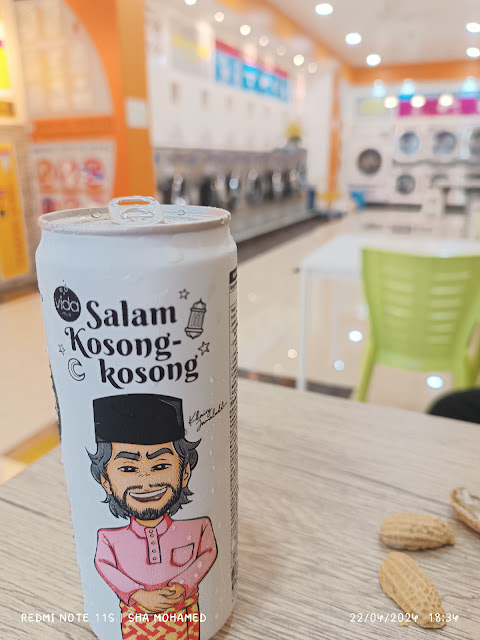 vida
Salam
Kosong-
kosong
REDMI NOTE 11S | SHA MOHAMED
22/04/2024 18:34